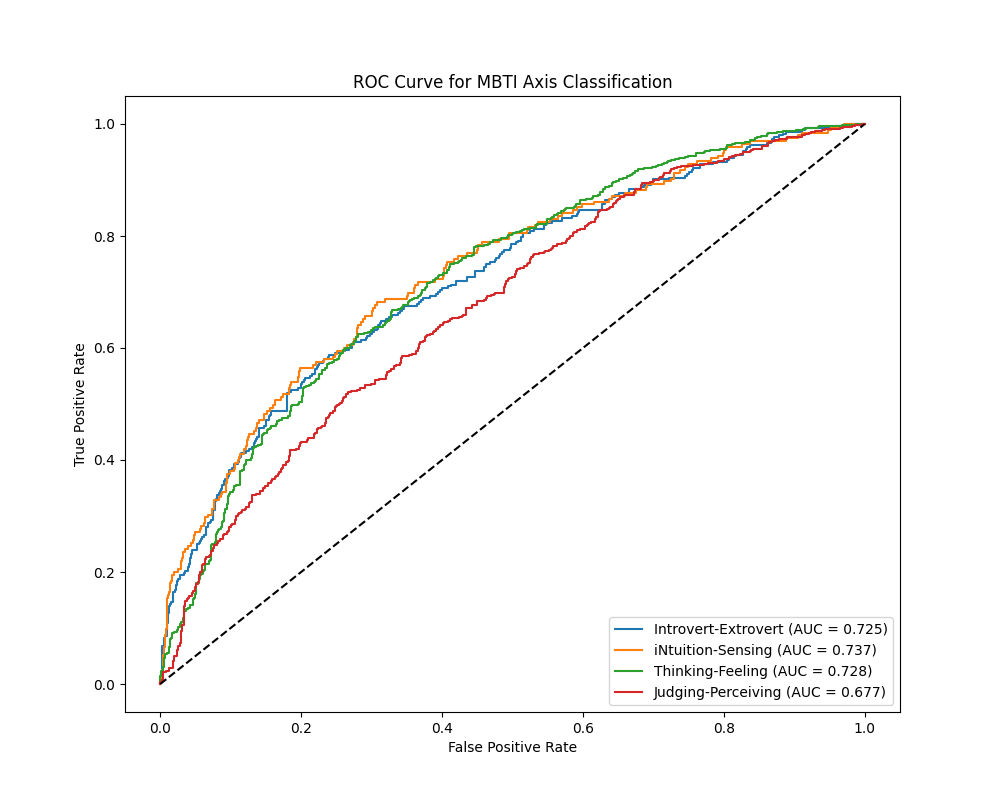 ROC Curve for MBTI Axis Classification
True Positive Rate
1.0
0.8
0.6
0.4
0.2
0.0
Introvert-Extrovert (AUC = 0.725)
iNtuition-Sensing (AUC = 0.737)
Thinking-Feeling (AUC = 0.728)
Judging-Perceiving (AUC = 0.677)
0.0 0.2 0.4 0.6 0.8 1.0
False Positive Rate